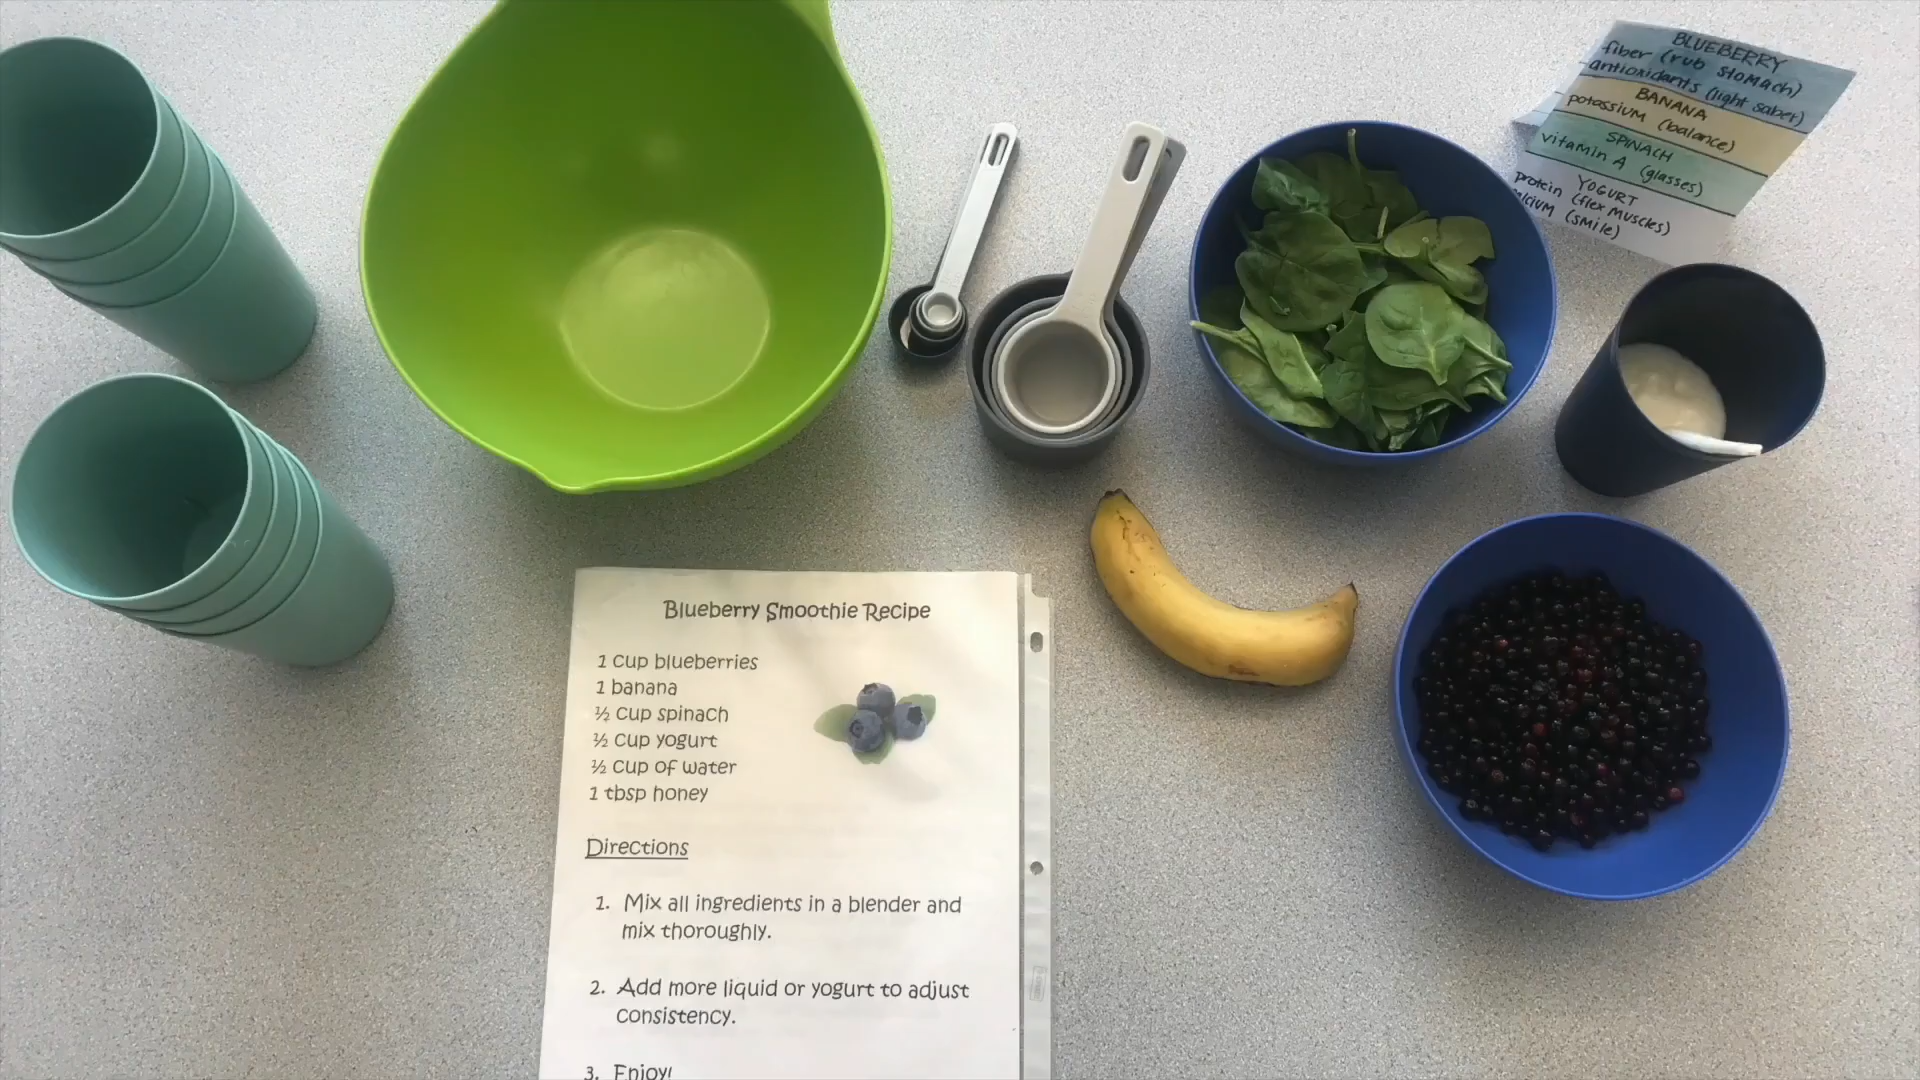 BLUEBERRY
fiber (rub stomach)
antioxidants (light saber)
BANANA
potassium (balance)
SPINACH
vitamin A (glasses)
YOGURT
protein (flex muscles)
calcium (smile)
Blueberry Smoothie Recipe
1 cup blueberries
1 banana
½ cup spinach
½ cup yogurt
½ cup of water
1 tbsp honey
Directions
1. Mix all ingredients in a blender and
mix thoroughly.
2. Add more liquid or yogurt to adjust
consistency.
3. Enjoy!